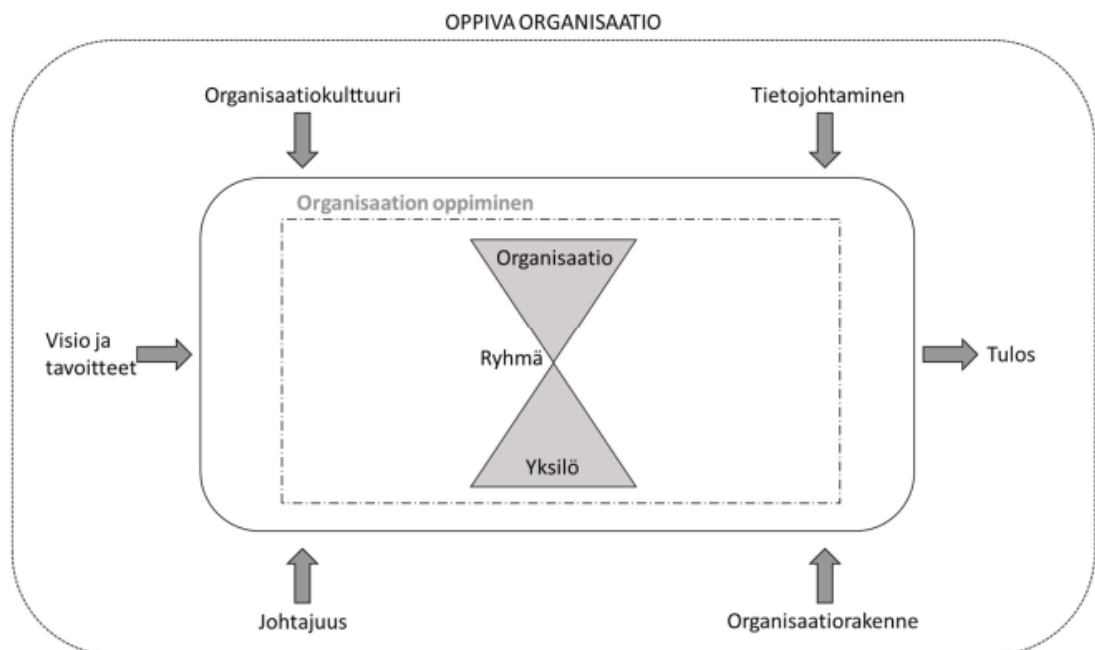 OPPIVA ORGANISAATIO
Organisaatiokulttuuri
Tietojohtaminen
Organisaation oppiminen
Organisaatio
Visio ja
tavoitteet
Ryhmä
Tulos
Yksilö
Johtajuus
Organisaatiorakenne